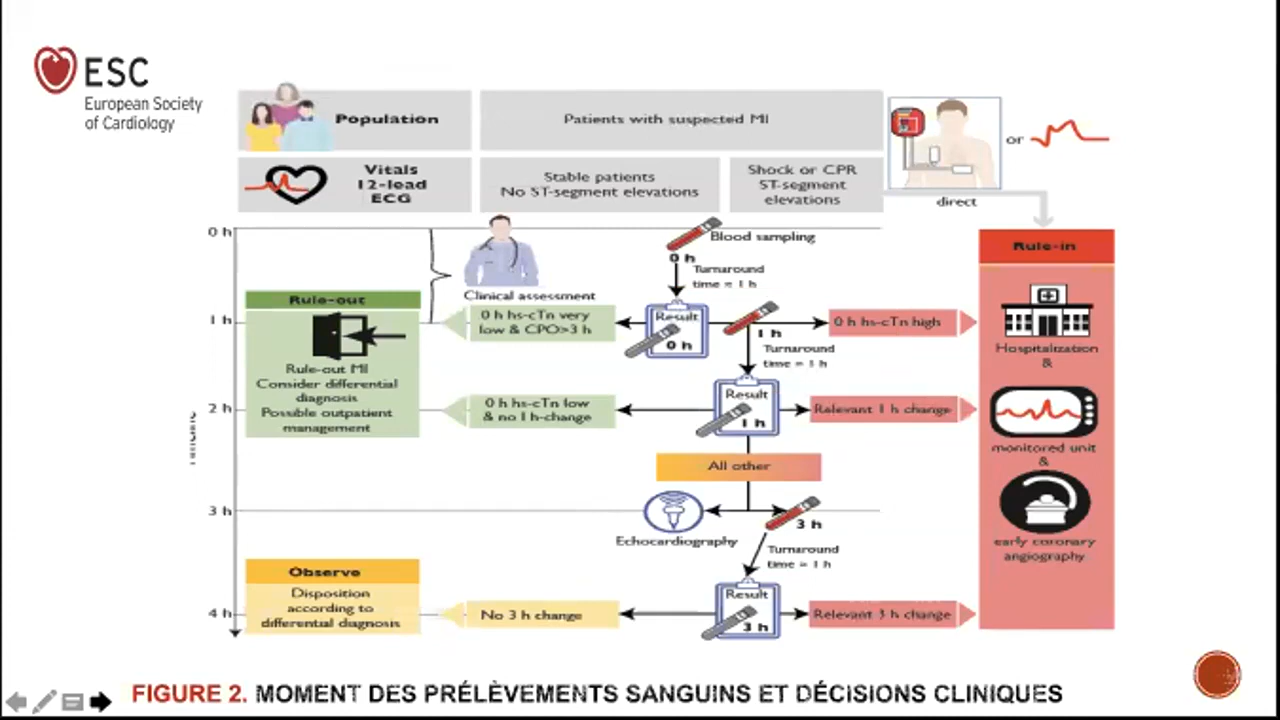 ESC
European Society
of Cardiology
Population
Patients with suspected MI
or
Vitals
12-lead
ECG
Stable patients
No ST-segment elevations
Shock or CPR
ST-segment
elevations
direct
0 h
Blood sampling
0 h
Turnaround
time = 1 h
Clinical assessment
Rule-in
Rule-out
1 h
0 h hs-cTn very
low & CPO>3 h
Result
0 h
1 h
0 h hs-cTn high
Turnaround
time = 1 h
Hospitalization
&
Rule-out MI
Consider differential
diagnosis
Possible outpatient
management
2 h
0 h hs-cTn low
& no 1 h-change
Result
1 h
Relevant 1 h change
monitored unit
&
All other
3 h
3 h
Echocardiography
early coronary
angiography
Turnaround
time = 1 h
Observe
Disposition
according to
differential diagnosis
4 h
No 3 h change
Result
3 h
Relevant 3 h change
FIGURE 2. MOMENT DES PRÉLÈVEMENTS SANGUINS ET DÉCISIONS CLINIQUES